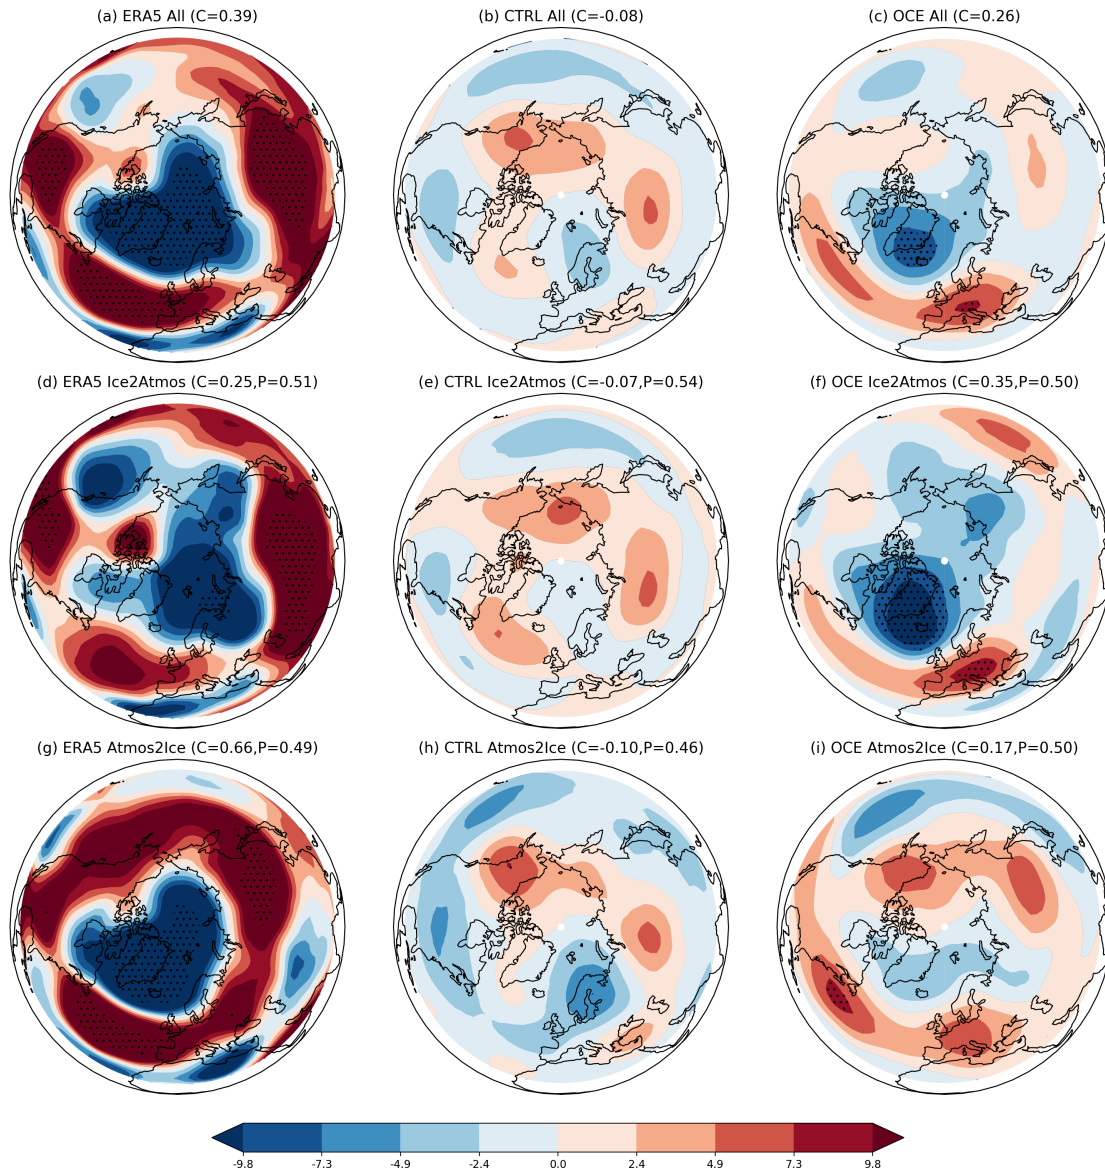 (a) ERA5 All (C=0.39)
(b) CTRL All (C=-0.08)
(c) OCE All (C=0.26)
(d) ERA5 Ice2Atmos (C=0.25,P=0.51)
(e) CTRL Ice2Atmos (C=-0.07,P=0.54)
(f) OCE Ice2Atmos (C=0.35,P=0.50)
(g) ERA5 Atmos2Ice (C=0.66,P=0.49)
(h) CTRL Atmos2Ice (C=-0.10,P=0.46)
(i) OCE Atmos2Ice (C=0.17,P=0.50)
-9.8 -7.3 -4.9 -2.4 0.0 2.4 4.9 7.3 9.8